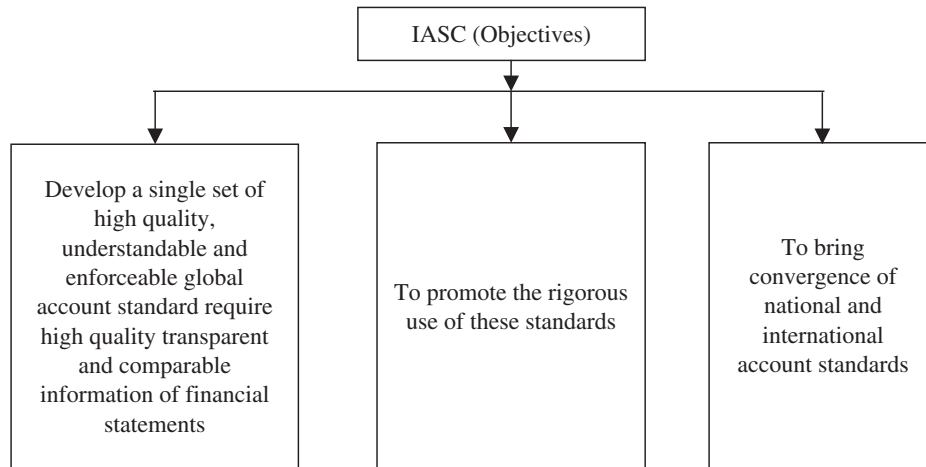 IASC (Objectives)
Develop a single set of
high quality,
understandable and
enforceable global
account standard require
high quality transparent
and comparable
information of financial
statements
To promote the rigorous
use of these standards
To bring
convergence of
national and
international
account standards